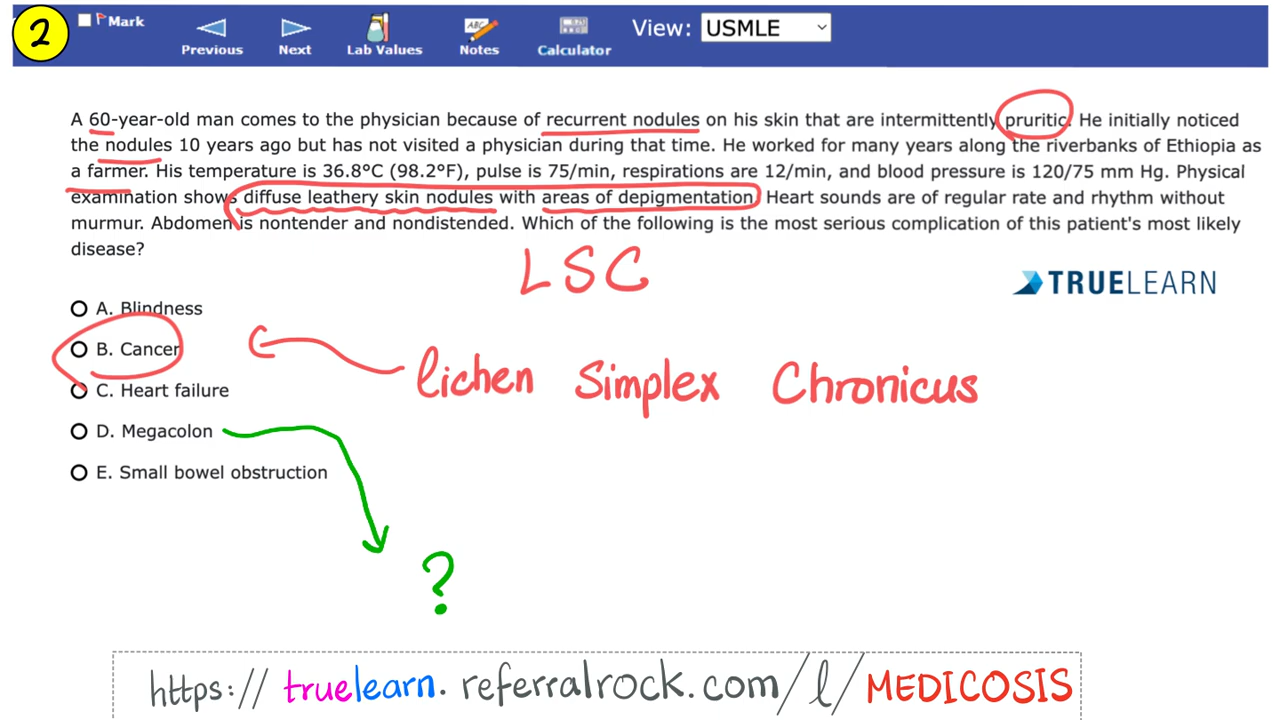 2
Mark
Previous
Next
Lab Values
Notes
Calculator
View: USMLE
A 60-year-old man comes to the physician because of recurrent nodules on his skin that are intermittently pruritic. He initially noticed
the nodules 10 years ago but has not visited a physician during that time. He worked for many years along the riverbanks of Ethiopia as
a farmer. His temperature is 36.8°C (98.2°F), pulse is 75/min, respirations are 12/min, and blood pressure is 120/75 mm Hg. Physical
examination shows diffuse leathery skin nodules with areas of depigmentation. Heart sounds are of regular rate and rhythm without
murmur. Abdomen is nontender and nondistended. Which of the following is the most serious complication of this patient's most likely
disease?
LSC
TRUELEARN
A. Blindness
B. Cancer
lichen Simplex Chronicus
C. Heart failure
D. Megacolon
E. Small bowel obstruction
?
https://truelearn.referralrock.com/l/MEDICOSIS